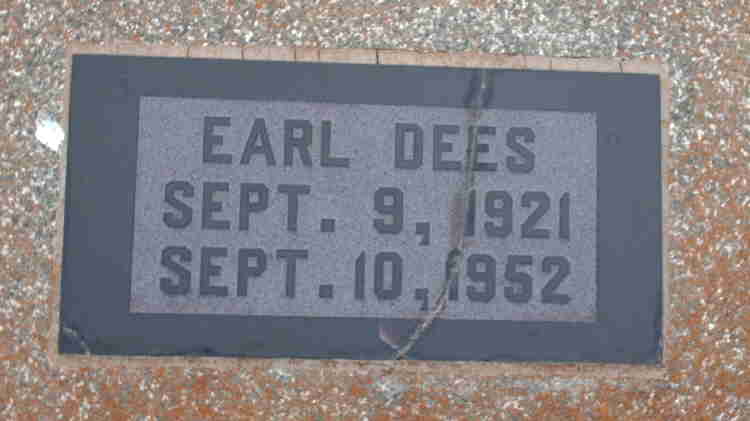 EARL DEES
SEPT. 9, 1921
SEPT. 10, 1952